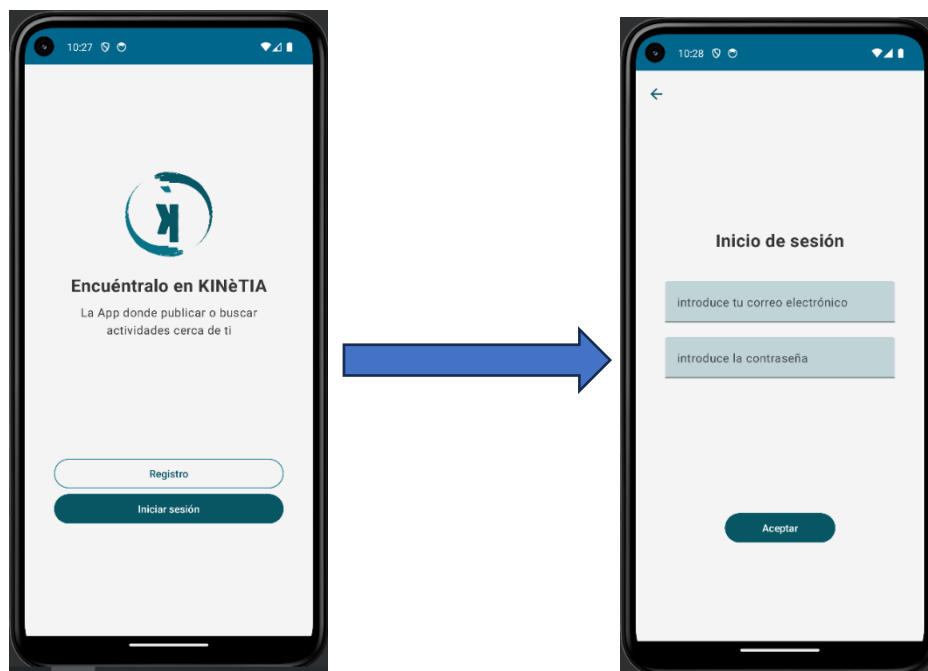 10:27
k
Encuéntralo en KINèTIA
La App donde publicar o buscar
actividades cerca de ti
Registro
Iniciar sesión
10:28
Inicio de sesión
introduce tu correo electrónico
introduce la contraseña
Aceptar